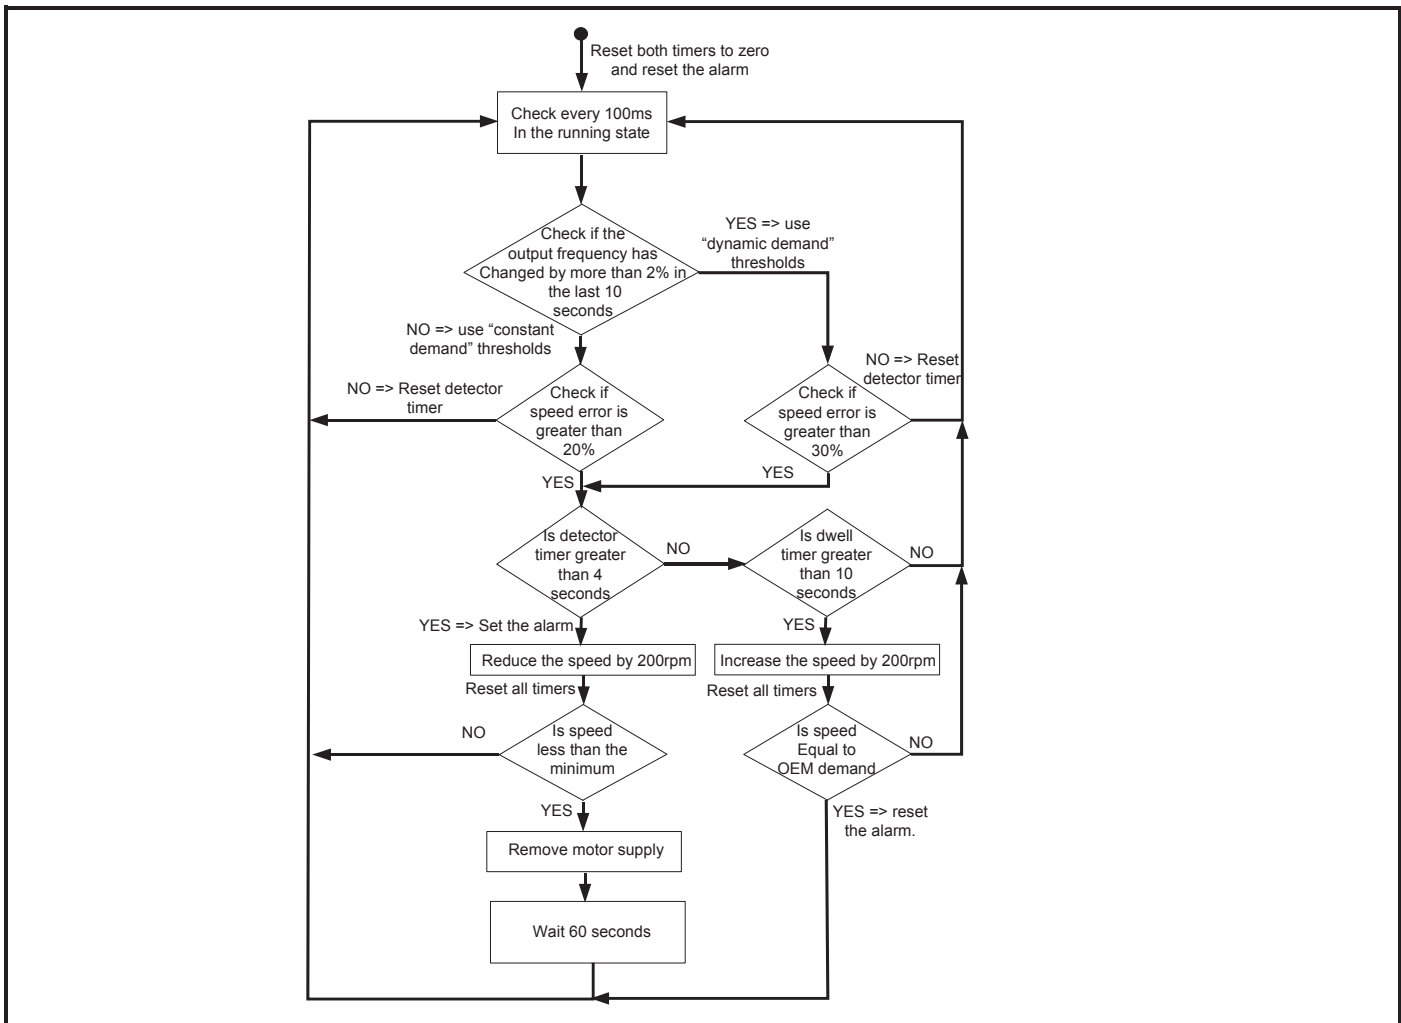 Reset both timers to zero
and reset the alarm
Check every 100ms
In the running state
Check if the
output frequency has
Changed by more than 2% in
the last 10
seconds
YES => use
“dynamic demand”
thresholds
NO => use “constant
demand” thresholds
NO => Reset detector
timer
Check if
speed error is
greater than
20%
Check if
speed error is
greater than
30%
NO => Reset
detector timer
YES
YES
Is detector
timer greater
than 4
seconds
NO
Is dwell
timer greater
than 10
seconds
NO
YES => Set the alarm
YES
Reduce the speed by 200rpm
Increase the speed by 200rpm
Reset all timers
Reset all timers
NO
Is speed
less than the
minimum
Is speed
Equal to
OEM demand
NO
YES
YES => reset
the alarm.
Remove motor supply
Wait 60 seconds